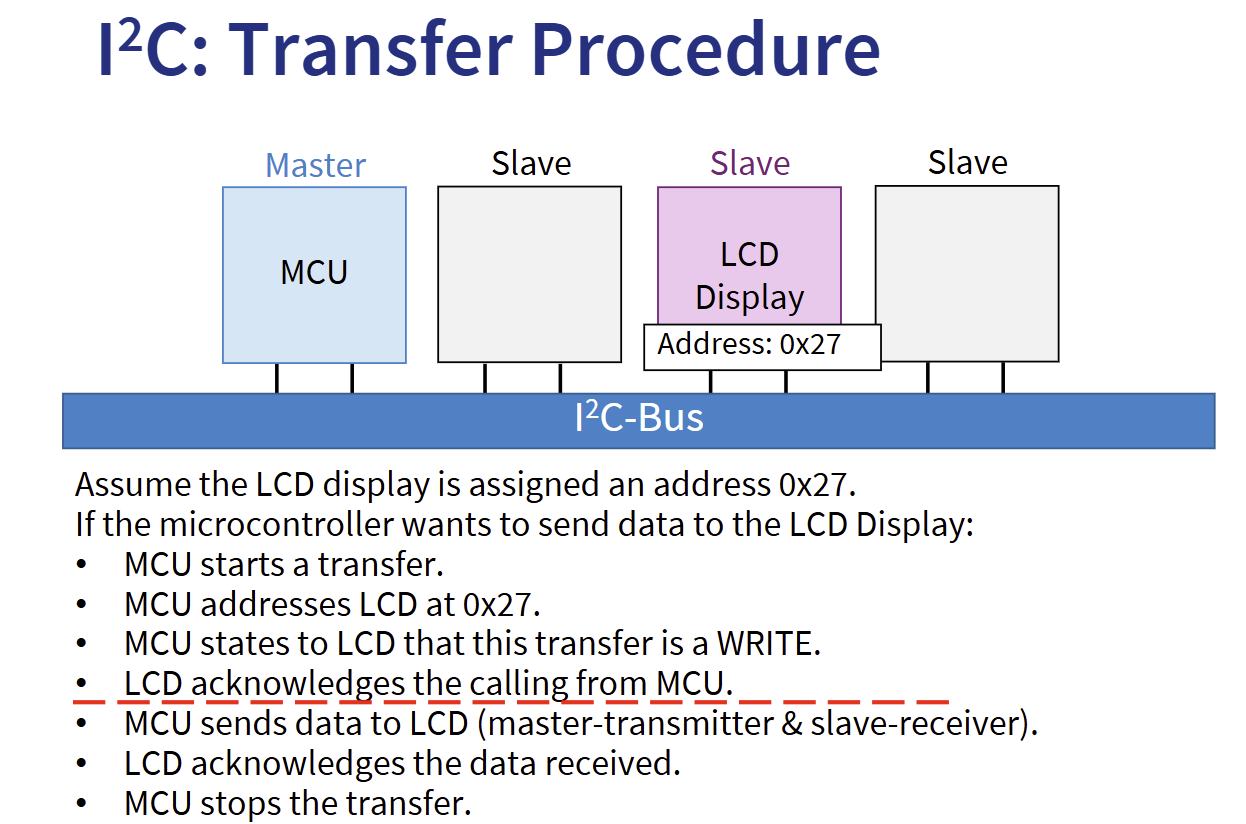 I²C: Transfer Procedure
Master
Slave
Slave
Slave
MCU
LCD
Display
Address: 0x27
I²C-Bus
Assume the LCD display is assigned an address 0x27.
If the microcontroller wants to send data to the LCD Display:
• MCU starts a transfer.
• MCU addresses LCD at 0x27.
• MCU states to LCD that this transfer is a WRITE.
• LCD acknowledges the calling from MCU.
• MCU sends data to LCD (master-transmitter & slave-receiver).
• LCD acknowledges the data received.
• MCU stops the transfer.